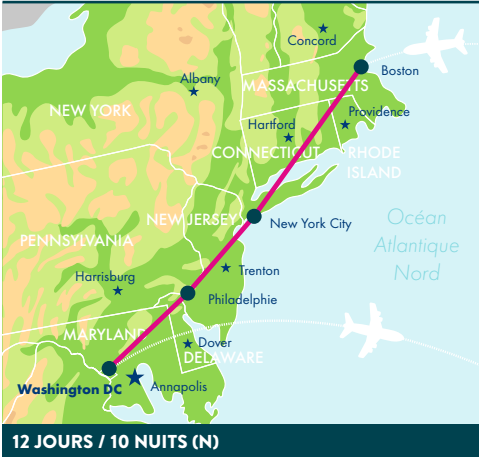 Concord
Boston
Albany
MASSACHUSETTS
NEW YORK
Providence
Hartford
CONNECTICUT
RHODE
ISLAND
NEW JERSEY
New York City
Océan
Atlantique
Nord
PENNSYLVANIA
Trenton
Harrisburg
Philadelphie
MARYLAND
Dover
DELAWARE
Washington DC
Annapolis
12 JOURS / 10 NUITS (N)